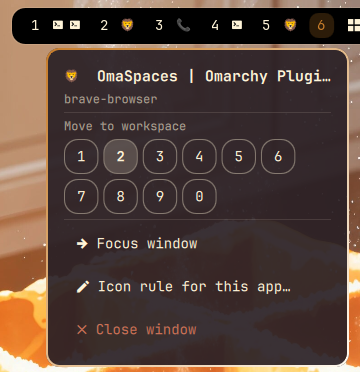 1 2 3 4 5 6
OmaSpaces | Omarchy Plugi…
brave-browser
Move to workspace
1 2 3 4 5 6
7 8 9 0
Focus window
Icon rule for this app…
Close window